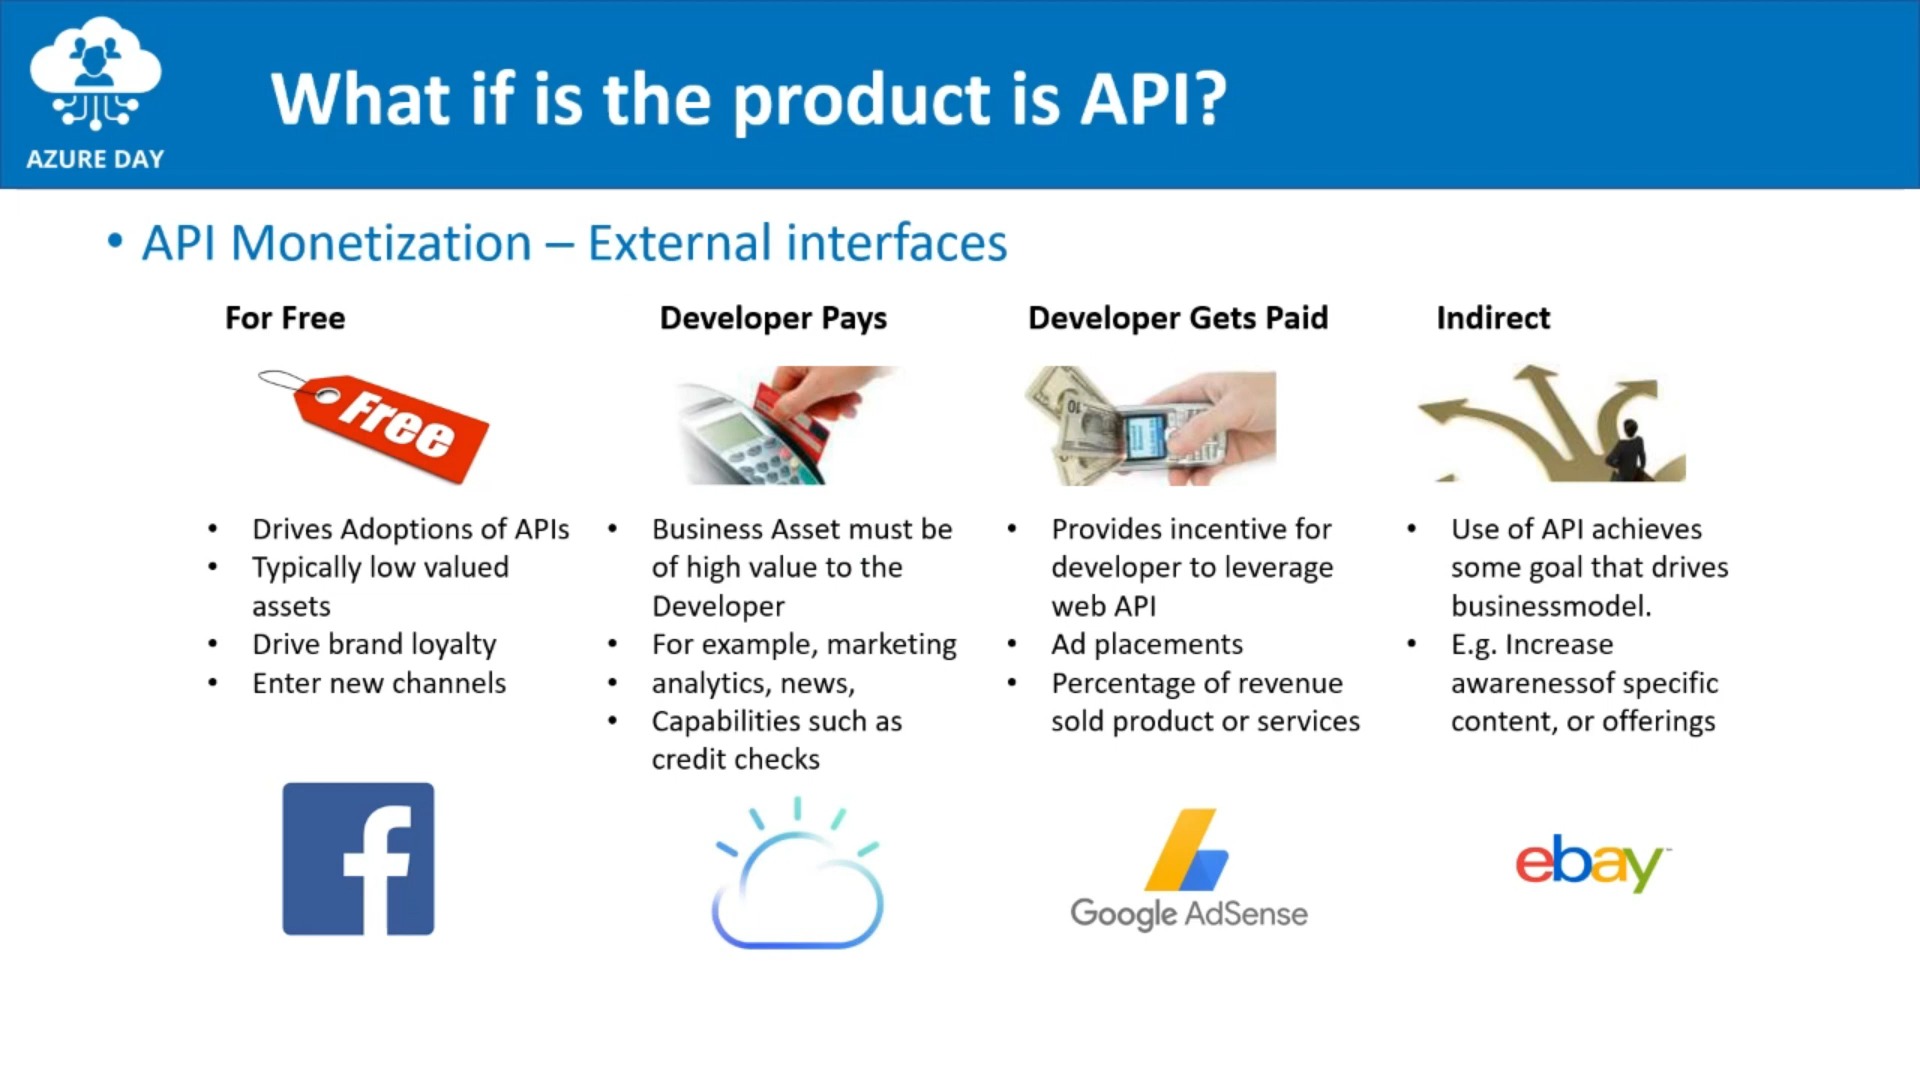 AZURE DAY
What if is the product is API?
• API Monetization – External interfaces
For Free
Free
• Drives Adoptions of APIs
• Typically low valued
assets
• Drive brand loyalty
• Enter new channels
Developer Pays
• Business Asset must be
of high value to the
Developer
• For example, marketing
• analytics, news,
• Capabilities such as
credit checks
Developer Gets Paid
10
• Provides incentive for
developer to leverage
web API
• Ad placements
• Percentage of revenue
sold product or services
Google AdSense
Indirect
• Use of API achieves
some goal that drives
businessmodel.
• E.g. Increase
awarenessof specific
content, or offerings
ebay